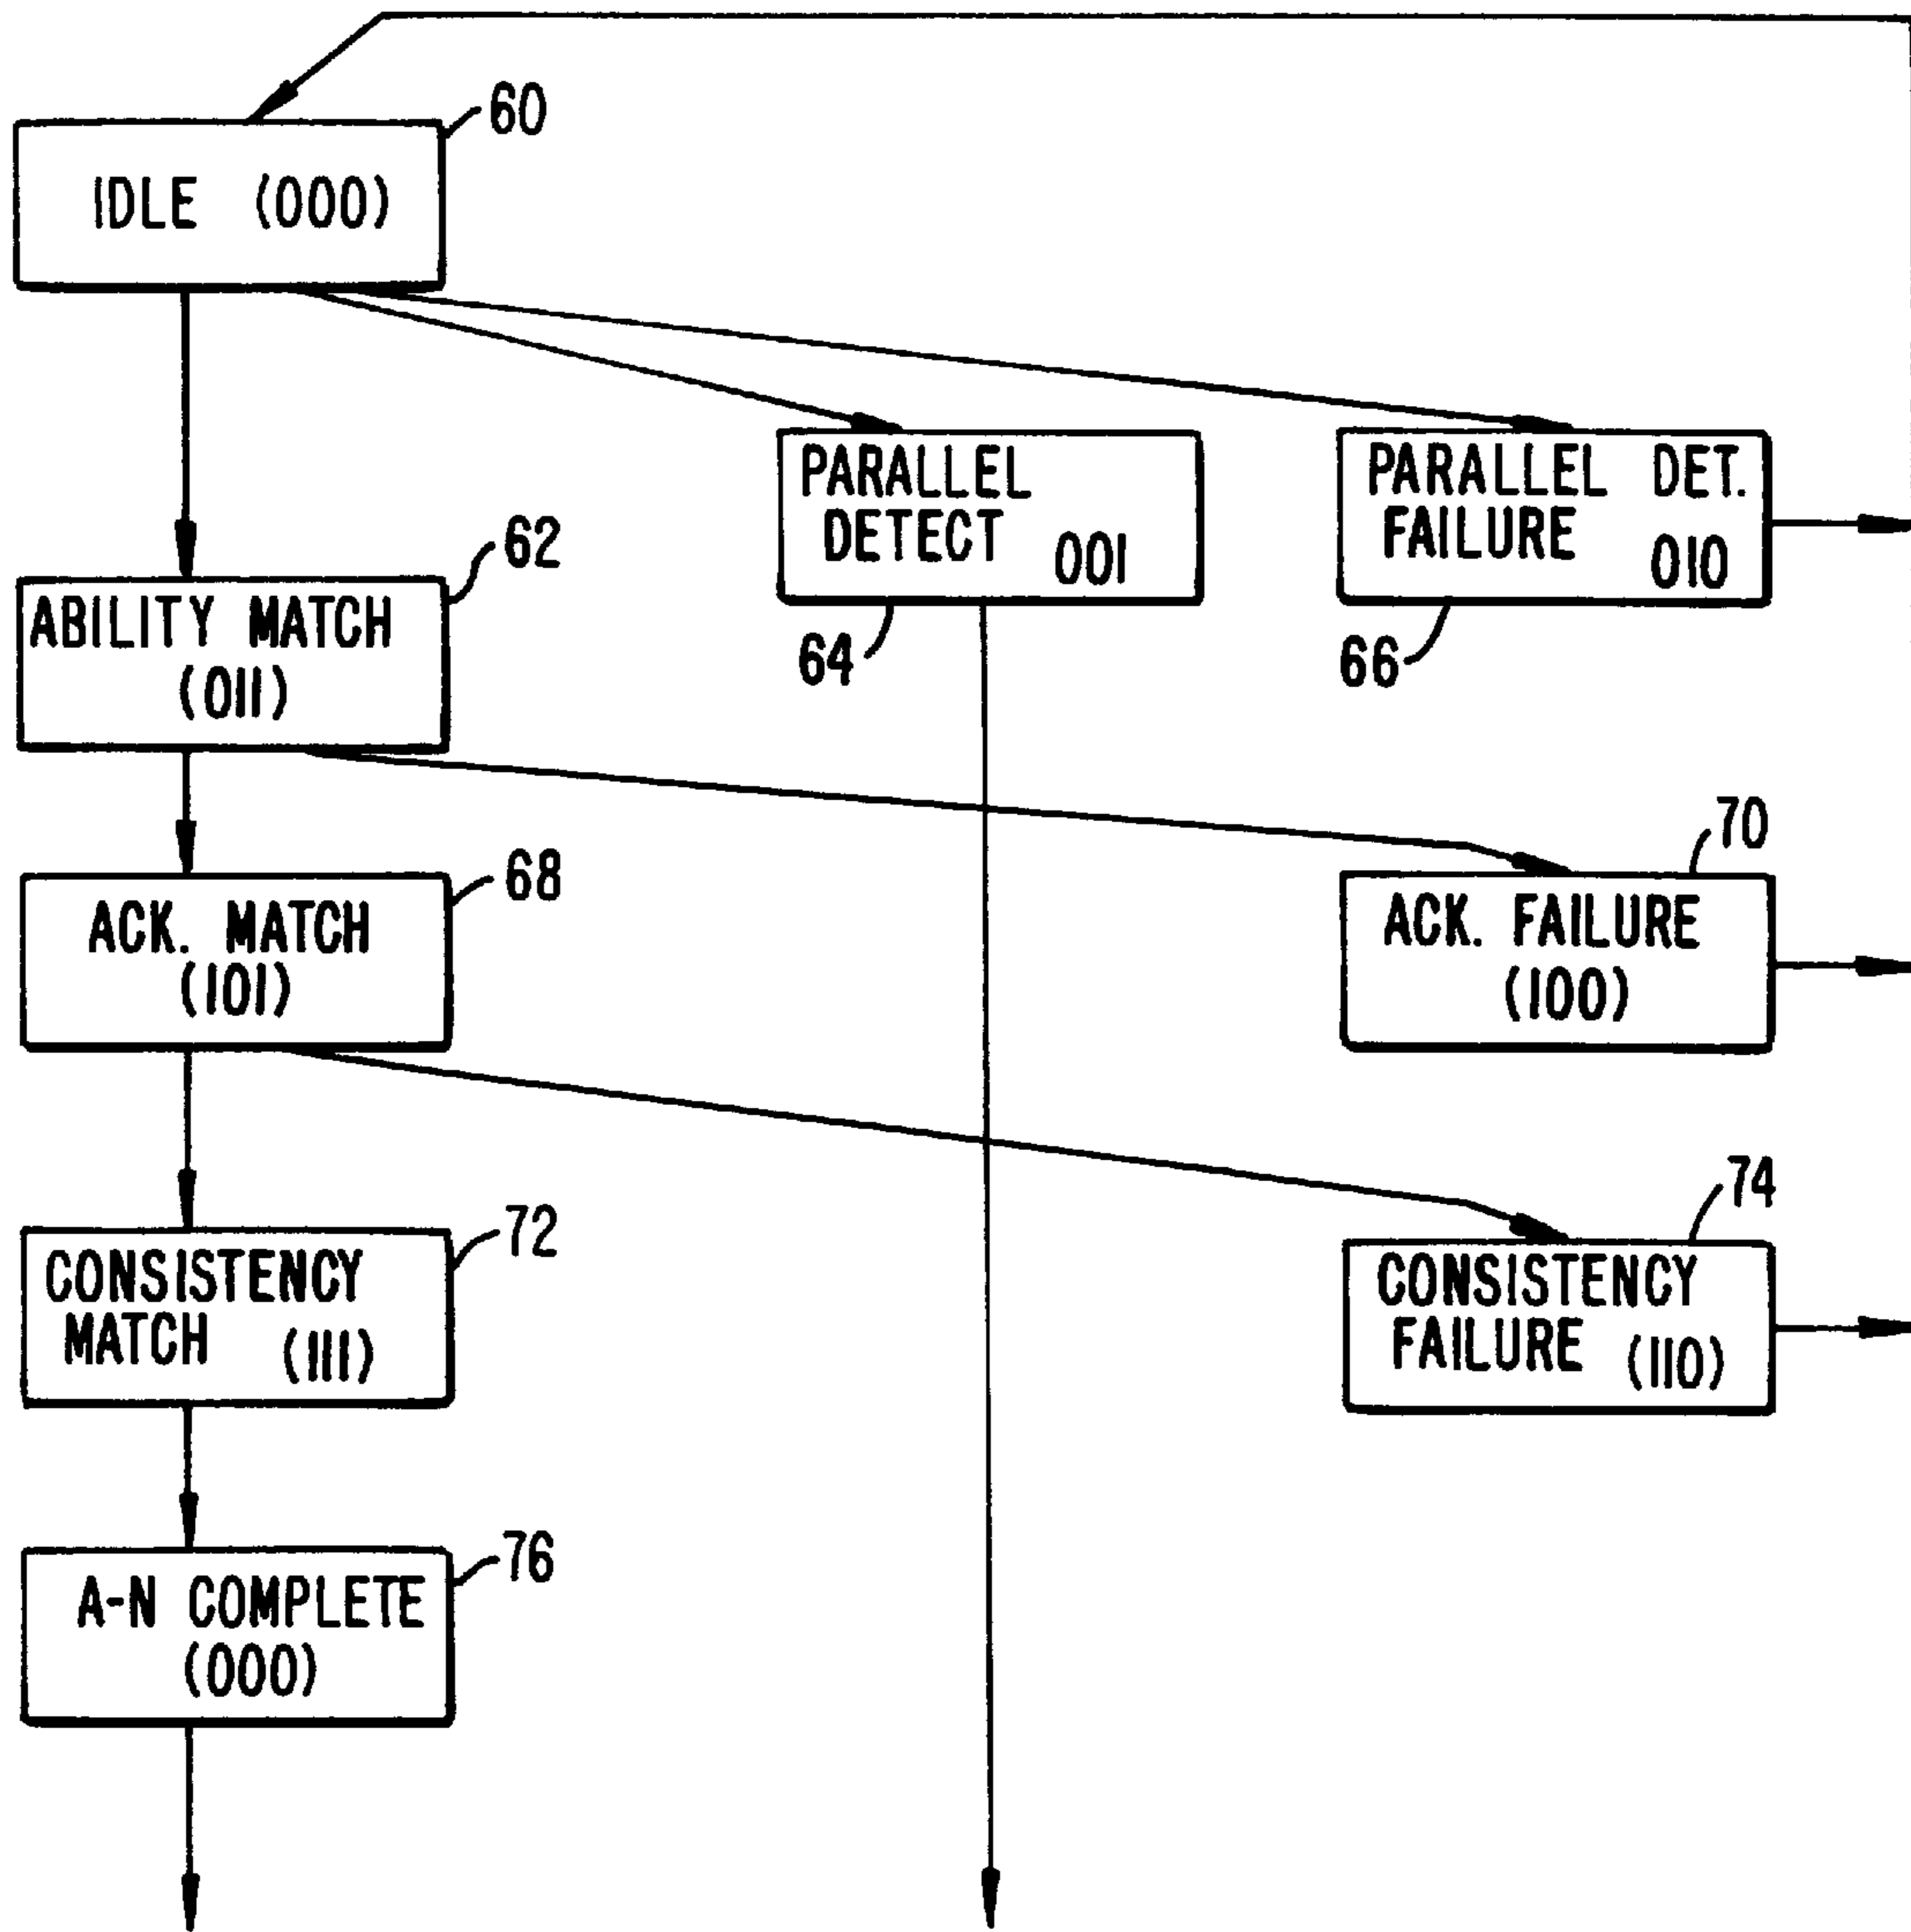 60
IDLE (000)
62
ABILITY MATCH
(011)
PARALLEL
DETECT 001
64
PARALLEL DET.
FAILURE 010
66
68
ACK. MATCH
(101)
70
ACK. FAILURE
(100)
72
CONSISTENCY
MATCH (111)
74
CONSISTENCY
FAILURE (110)
76
A-N COMPLETE
(000)